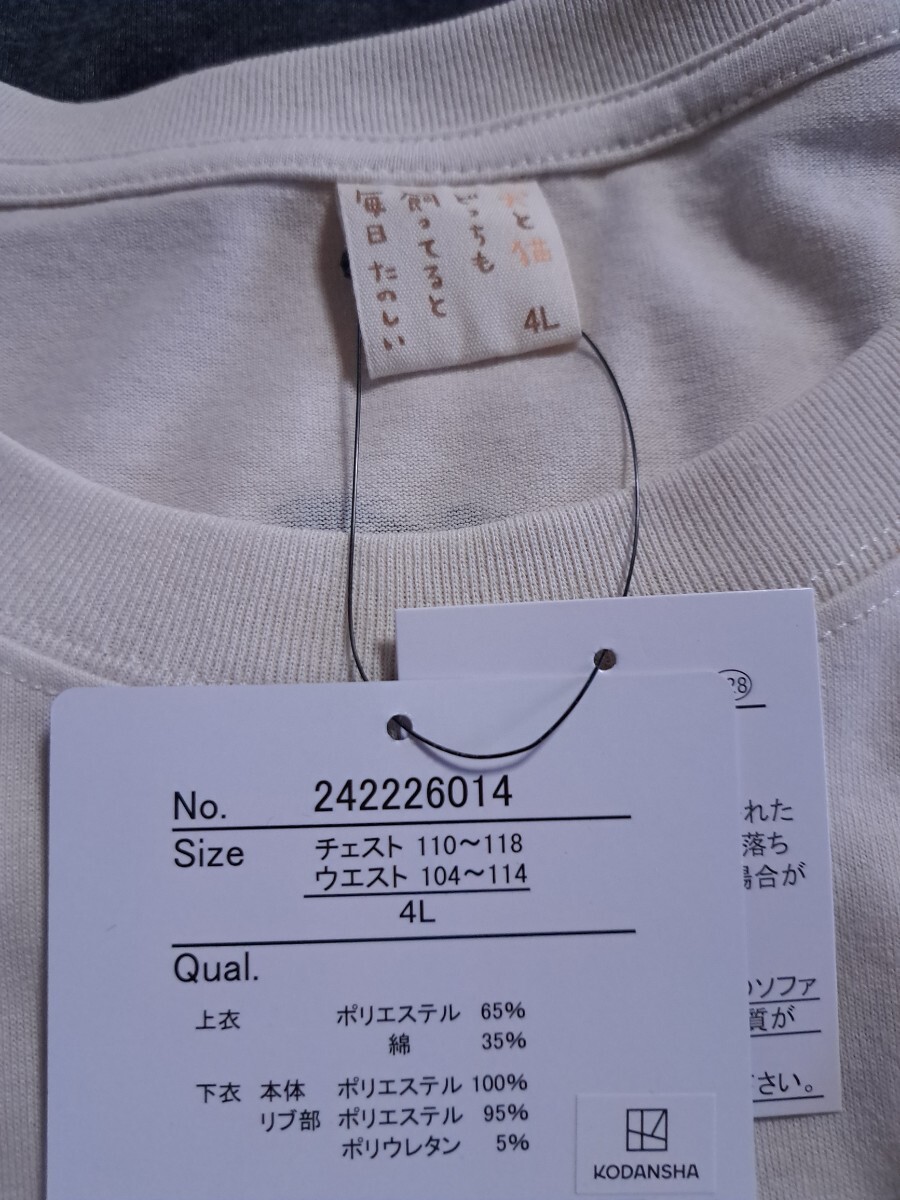 犬と猫
どっちも
飼ってると
毎日 たのしい
4L
28
れた
落ち
場合が
のソファ
質が
ださい。
No. 242226014
Size チェスト 110～118
ウエスト 104～114
4L
Qual.
上衣 ポリエステル 65%
綿 35%
下衣 本体 ポリエステル 100%
リブ部 ポリエステル 95%
ポリウレタン 5%
KODANSHA